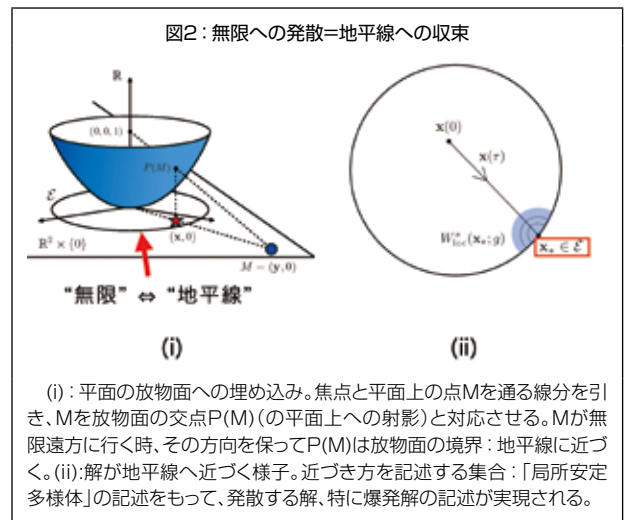 図2：無限への発散=地平線への収束
ℝ
(0,0,1)
P(M)
ℰ
(x,0)
ℝ² × {0}
M = (y,0)
“無限” ⇔ “地平線”
(i)
x(0)
x(τ)
W^s_loc(x_*; g)
x_* ∈ ℰ
(ii)
(i)：平面の放物面への埋め込み。焦点と平面上の点Mを通る線分を引
き、Mを放物面の交点P(M)（の平面上への射影）と対応させる。Mが無
限遠方に行く時、その方向を保ってP(M)は放物面の境界：地平線に近づ
く。(ii):解が地平線へ近づく様子。近づき方を記述する集合：「局所安定
多様体」の記述をもって、発散する解、特に爆発解の記述が実現される。